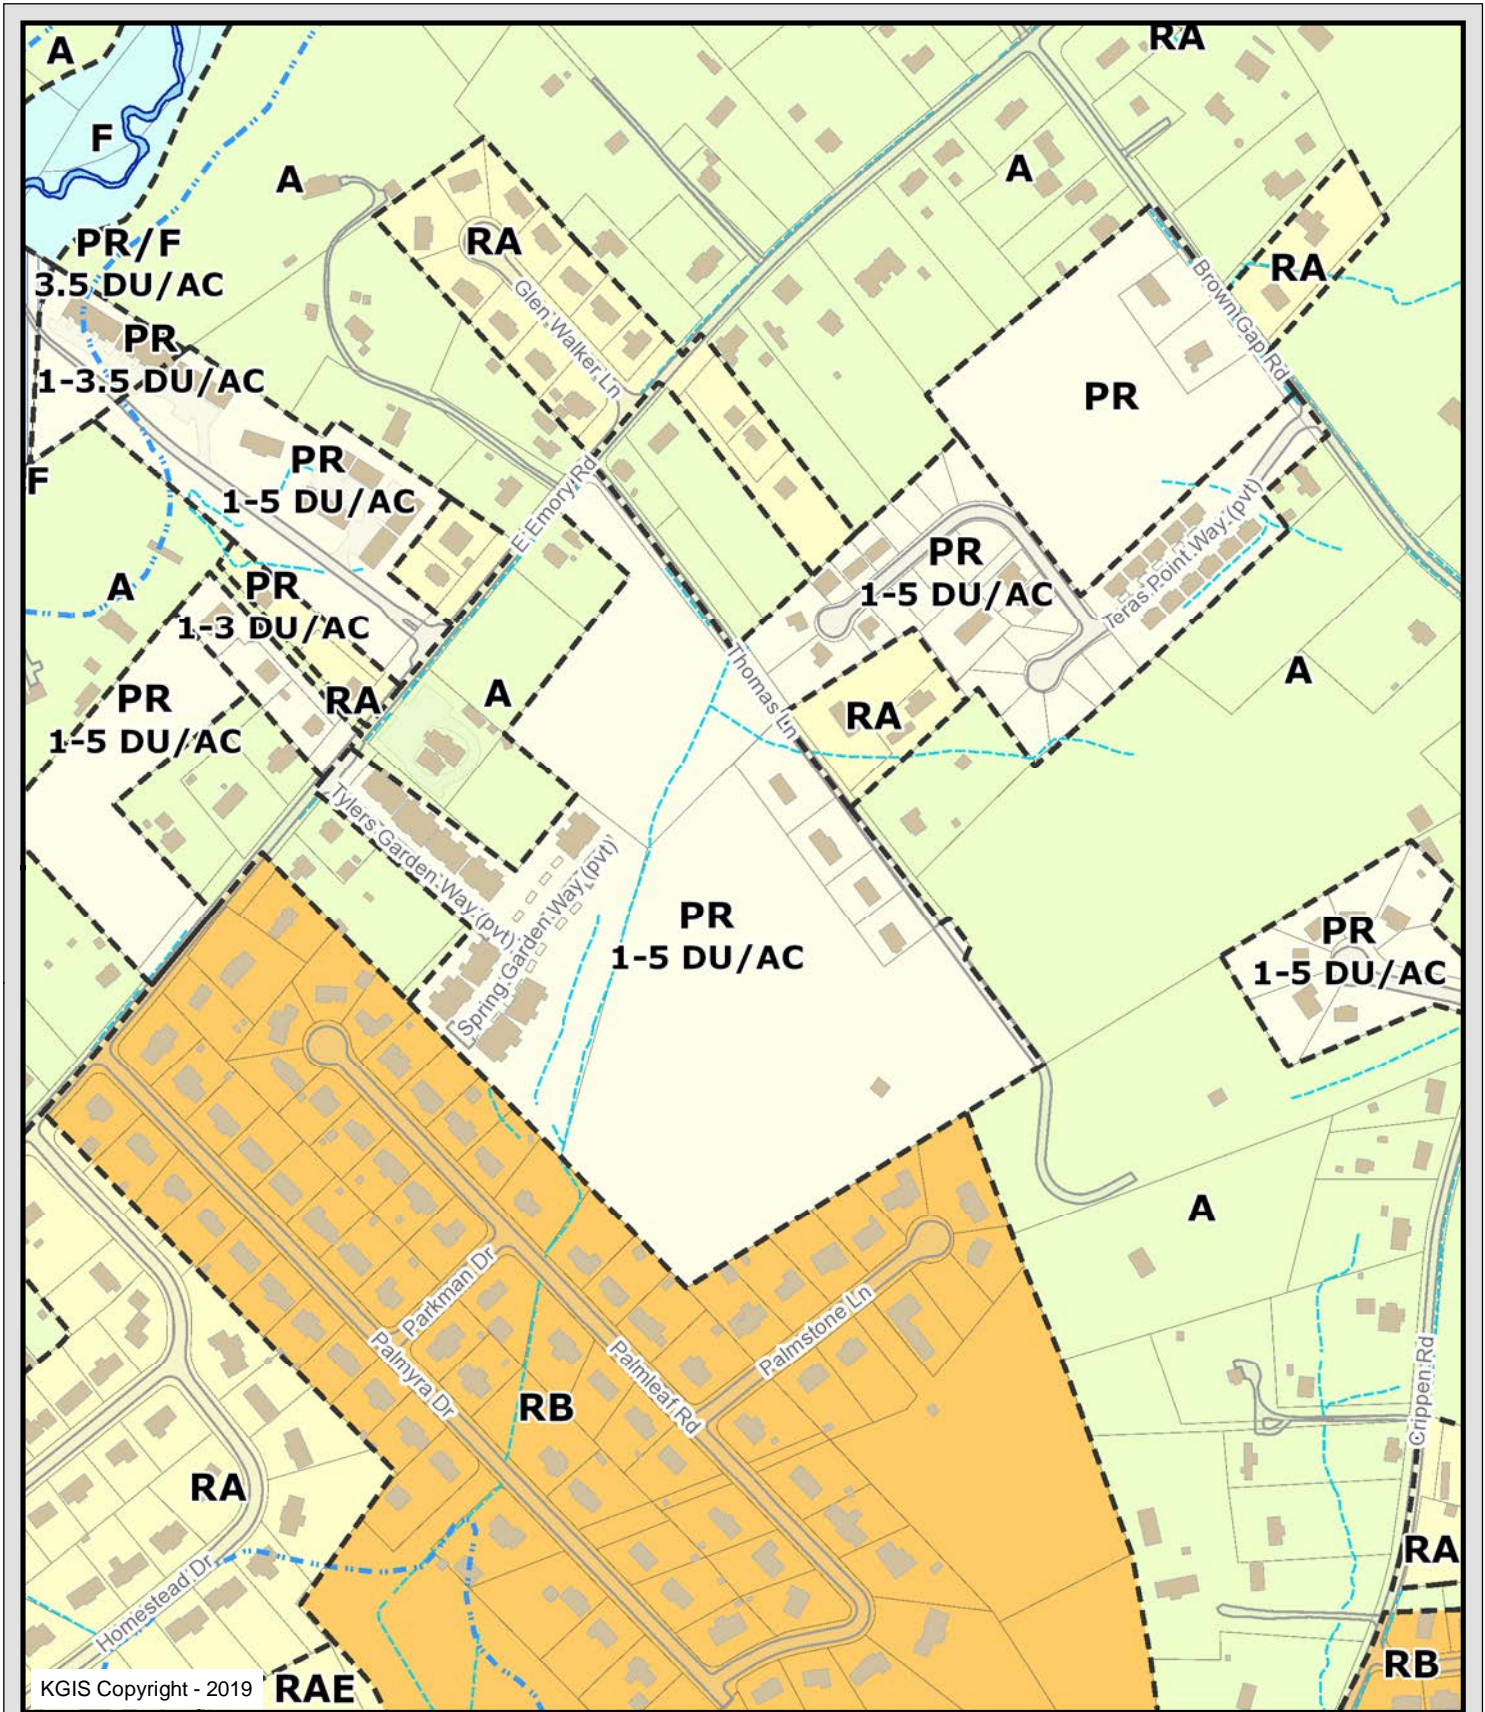 RA
A
F
A
A
PR/F
3.5 DU/AC
RA
RA
Glen Walker Ln
Brown Gap Rd
PR
1-3.5 DU/AC
PR
PR
1-5 DU/AC
F
E Emory Rd
Teras Point Way (pvt)
PR
1-5 DU/AC
A
PR
1-3 DU/AC
Thomas Ln
A
RA
A
PR
1-5 DU/AC
RA
Tylers Garden Way (pvt)
Spring Garden Way (pvt)
PR
1-5 DU/AC
PR
1-5 DU/AC
A
Parkman Dr
Palmstone Ln
Palmyra Dr
Palmleaf Rd
Crippen Rd
RB
RA
RA
Homestead Dr
RB
KGIS Copyright - 2019
RAE